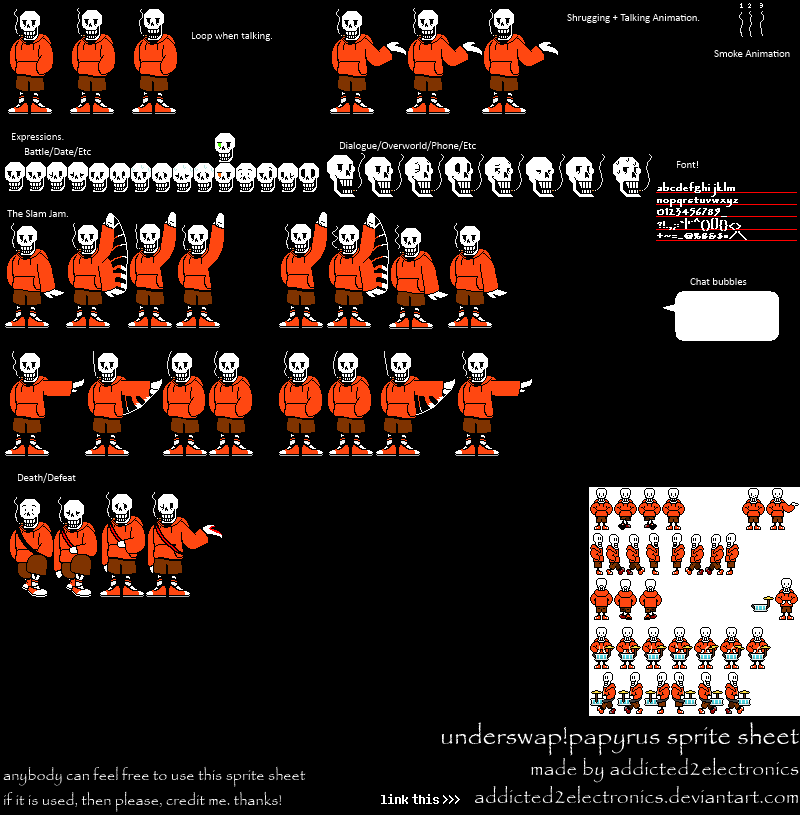 Loop when talking.
Shrugging + Talking Animation.
1 2 3
Smoke Animation
Expressions.
Battle/Date/Etc
Dialogue/Overworld/Phone/Etc
Font!
abcdefghijklm
nopqrstuvwxyz
0123456789
The Slam Jam.
Chat bubbles
Death/Defeat
underswap!papyrus sprite sheet
made by addicted2electronics
anybody can feel free to use this sprite sheet
if it is used, then please, credit me. thanks!
link this >>> addicted2electronics.deviantart.com